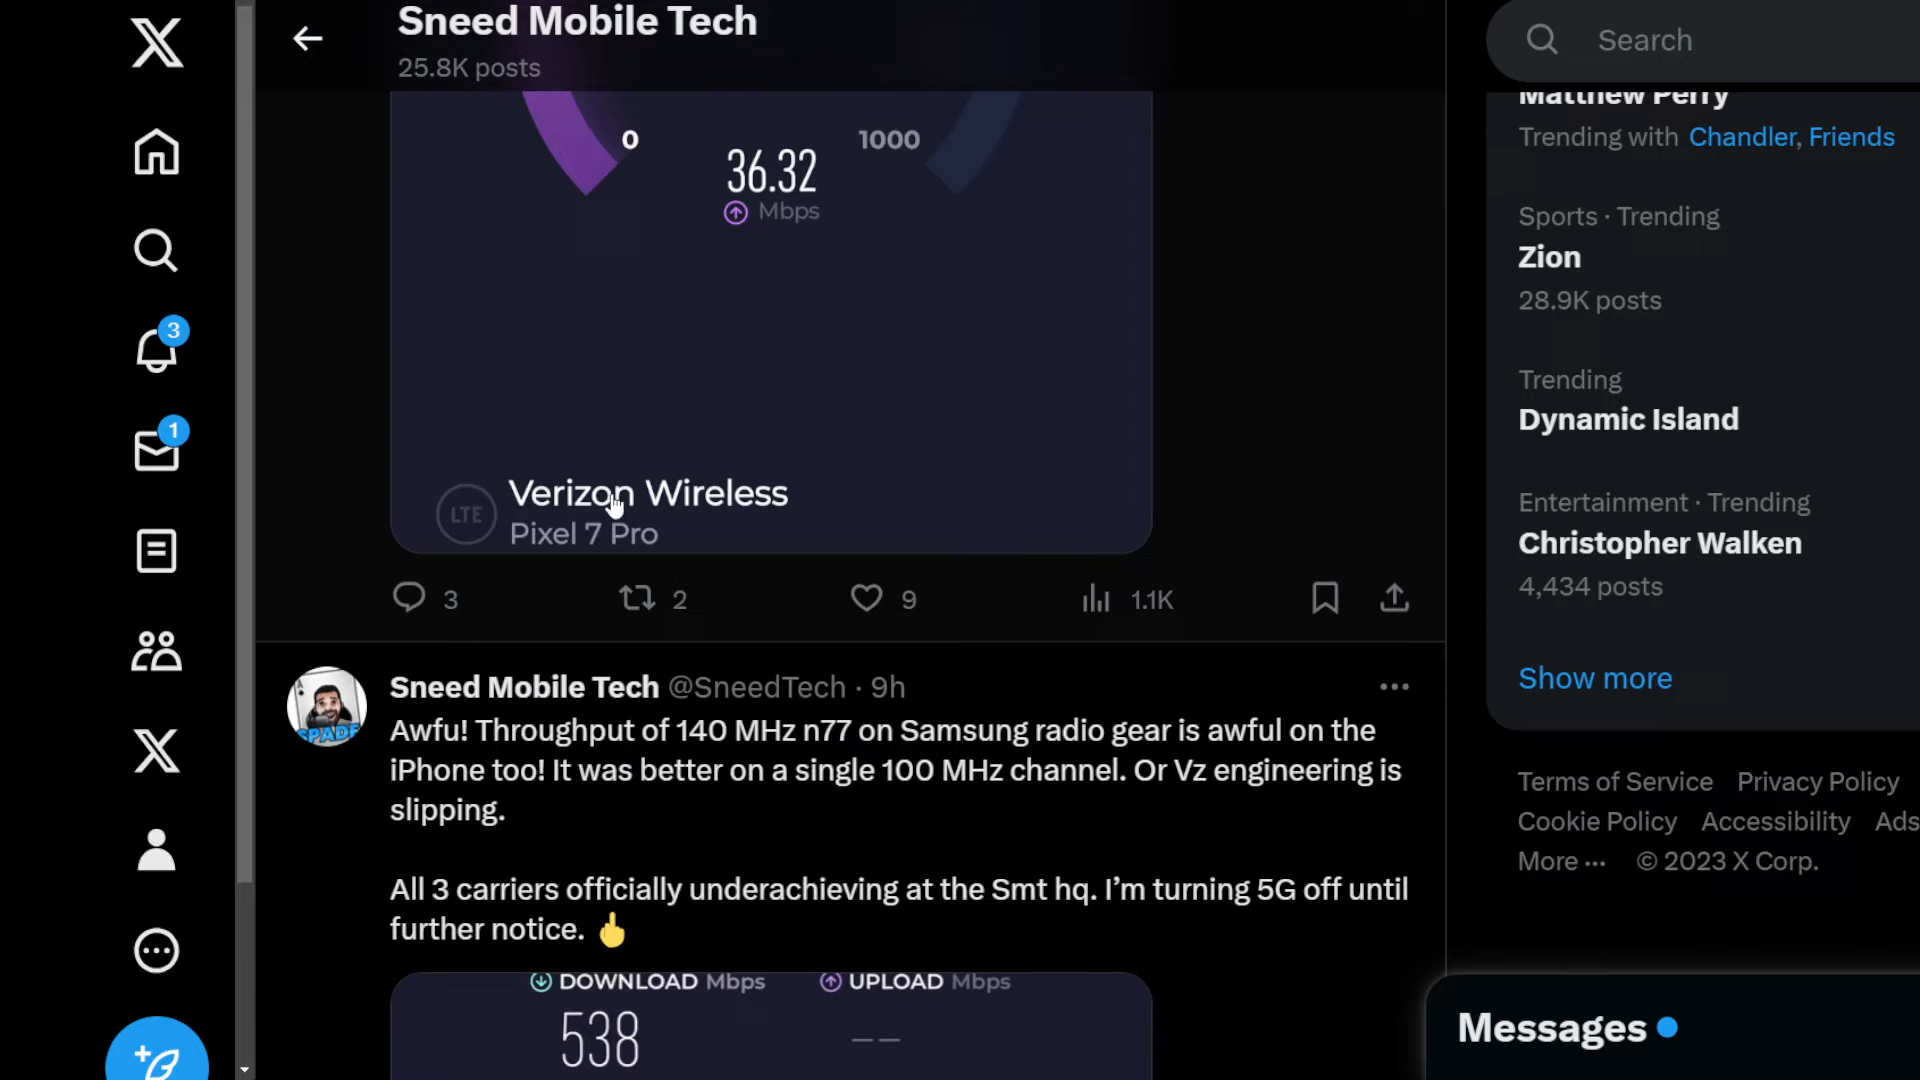 Sneed Mobile Tech
25.8K posts
0
1000
36.32
Mbps
LTE
Verizon Wireless
Pixel 7 Pro
3
2
9
1.1K
Sneed Mobile Tech @SneedTech · 9h
Awfu! Throughput of 140 MHz n77 on Samsung radio gear is awful on the
iPhone too! It was better on a single 100 MHz channel. Or Vz engineering is
slipping.
All 3 carriers officially underachieving at the Smt hq. I’m turning 5G off until
further notice. 🖕
DOWNLOAD Mbps
UPLOAD Mbps
538
——
SPADE
3
1
Search
Matthew Perry
Trending with Chandler, Friends
Sports · Trending
Zion
28.9K posts
Trending
Dynamic Island
Entertainment · Trending
Christopher Walken
4,434 posts
Show more
Terms of Service Privacy Policy
Cookie Policy Accessibility Ads
More ··· © 2023 X Corp.
Messages